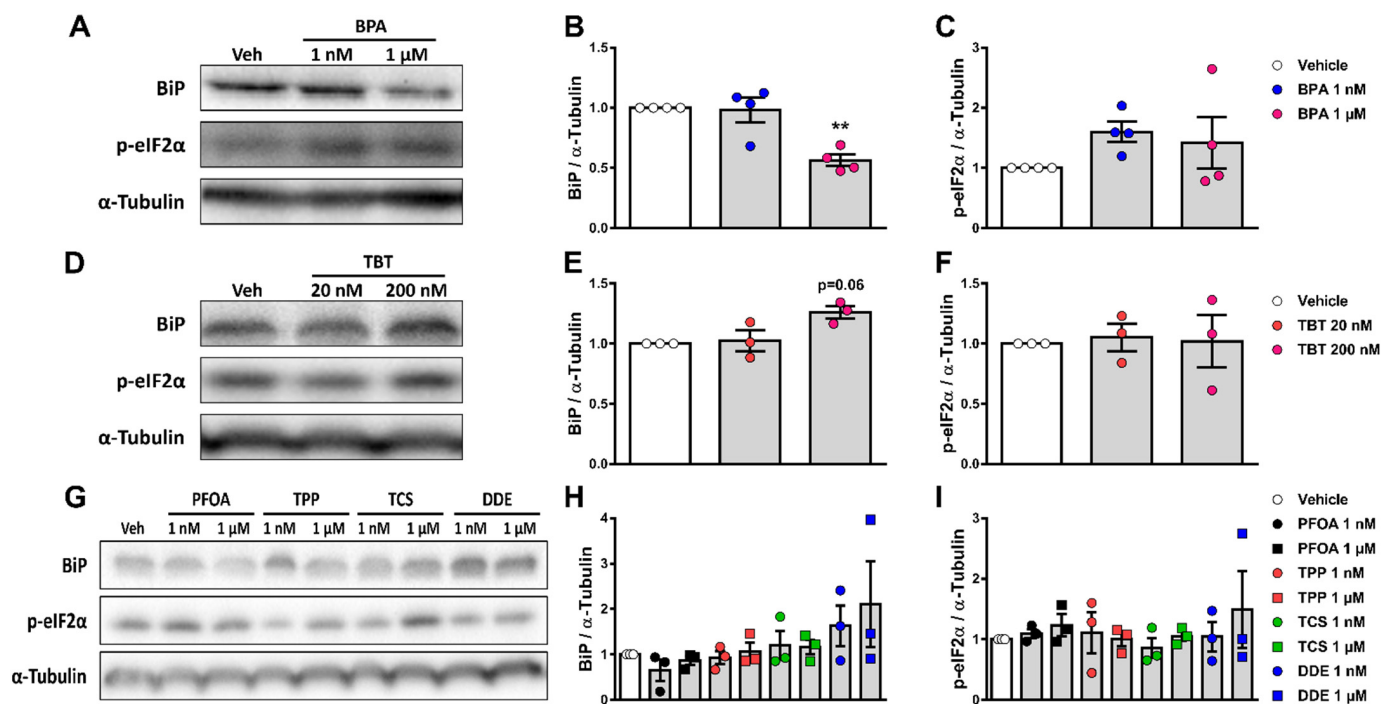 A
BPA
Veh 1 nM 1 μM
BiP
p-eIF2α
α-Tubulin
B
BiP / α-Tubulin
1.5
1.0
0.5
0.0
**
C
p-eIF2α / α-Tubulin
3
2
1
0
Vehicle
BPA 1 nM
BPA 1 μM
D
TBT
Veh 20 nM 200 nM
BiP
p-eIF2α
α-Tubulin
E
BiP / α-Tubulin
1.5
1.0
0.5
0.0
p=0.06
F
p-eIF2α / α-Tubulin
1.5
1.0
0.5
0.0
Vehicle
TBT 20 nM
TBT 200 nM
G
PFOA TPP TCS DDE
Veh 1 nM 1 μM 1 nM 1 μM 1 nM 1 μM 1 nM 1 μM
BiP
p-eIF2α
α-Tubulin
H
BiP / α-Tubulin
4
3
2
1
0
I
p-eIF2α / α-Tubulin
3
2
1
0
Vehicle
PFOA 1 nM
PFOA 1 μM
TPP 1 nM
TPP 1 μM
TCS 1 nM
TCS 1 μM
DDE 1 nM
DDE 1 μM